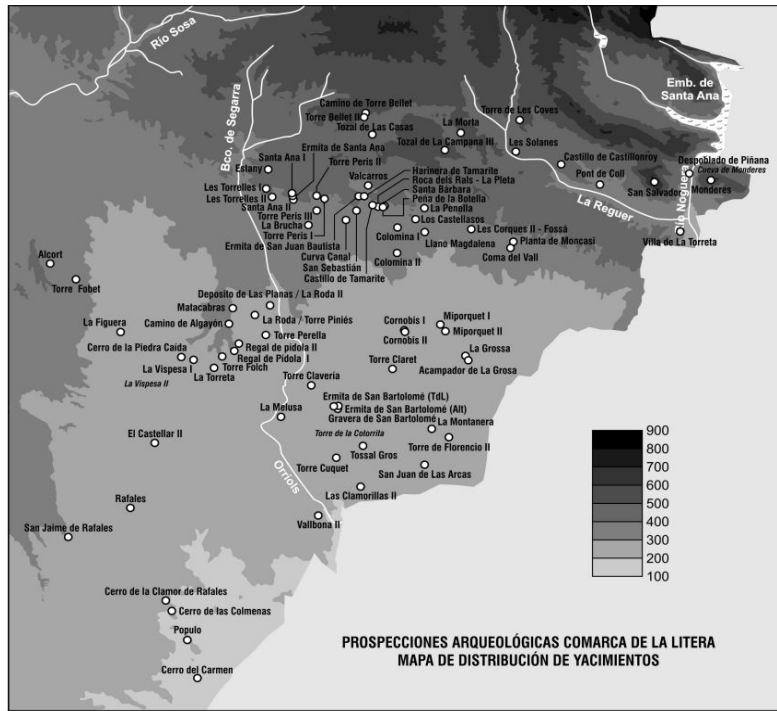 Río Sosa
Bco. de Segarra
Emb. de
Santa Ana
Camino de Torre Bellet
Torre Bellet II
Tozal de Las Casas
Torre de Les Coves
La Morta
Tozal de La Campana III
Les Solanes
Ermita de Santa Ana
Santa Ana I
Torre Peris II
Harinera de Tamarite
Roca dels Rals - La Pleta
Santa Bárbara
Peña de la Botella
Valcarros
Estany
Castillo de Castillonroy
Pont de Coll
Despoblado de Piñana
Cueva de Monderes
San Salvador
Monderes
Les Torrelles I
Les Torrelles II
Santa Ana II
Torre Peris III
La Brucha
Torre Peris I
Ermita de San Juan Bautista
Curva Canal
San Sebastián
Castillo de Tamarite
La Penella
Los Castellasos
Colomina I
Llano Magdalena
Colomina II
Les Corques II - Fossá
Planta de Moncasi
Coma del Vall
La Reguer
Río Noguera
Villa de La Torreta
Alcort
Torre Fobet
Deposito de Las Planas / La Roda II
Matacabras
La Roda / Torre Piniés
La Figuera
Camino de Algayón
Torre Perella
Cerro de la Piedra Caída
Regal de pidola II
Regal de Pídola I
La Vispesa I
Torre Folch
La Vispesa II
La Torreta
Cornobis I
Cornobis II
Miporquet I
Miporquet II
La Grossa
Acampador de La Grosa
Torre Claret
Torre Clavería
Ermita de San Bartolomé (TdL)
Ermita de San Bartolomé (Alt)
Gravera de San Bartolomé
La Melusa
La Montanera
Torre de la Colorrita
Torre de Florencio II
El Castellar II
Tossal Gros
Torre Cuquet
San Juan de Las Arcas
Orriols
Las Clamorillas II
Rafales
Vallbona II
San Jaime de Rafales
Cerro de la Clamor de Rafales
Cerro de las Colmenas
Populo
Cerro del Carmen
900
800
700
600
500
400
300
200
100
PROSPECCIONES ARQUEOLÓGICAS COMARCA DE LA LITERA
MAPA DE DISTRIBUCIÓN DE YACIMIENTOS